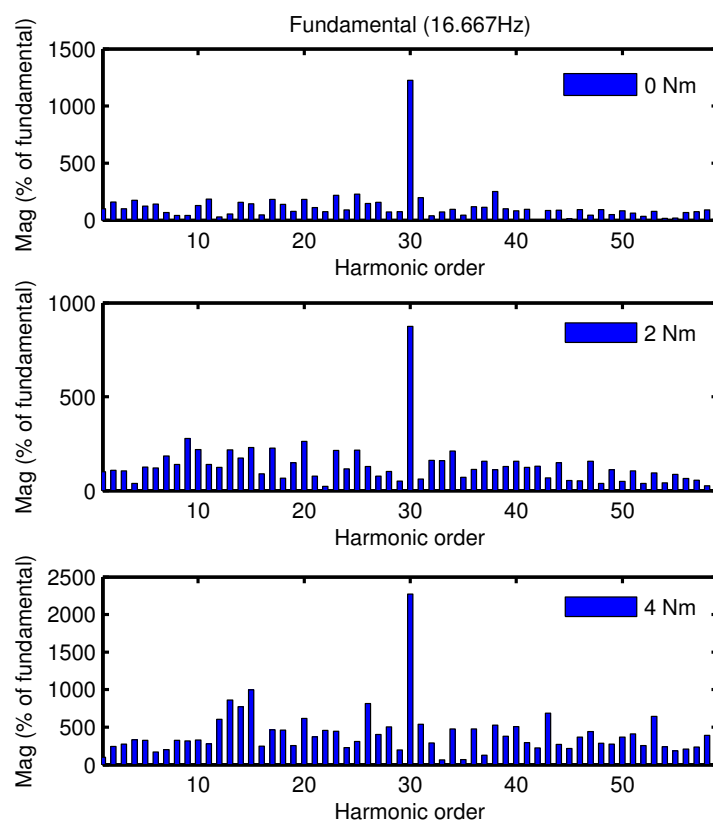 Fundamental (16.667Hz)
1500
1000
500
0
Mag (% of fundamental)
0 Nm
10 20 30 40 50
Harmonic order
1000
500
0
Mag (% of fundamental)
2 Nm
10 20 30 40 50
Harmonic order
2500
2000
1500
1000
500
0
Mag (% of fundamental)
4 Nm
10 20 30 40 50
Harmonic order